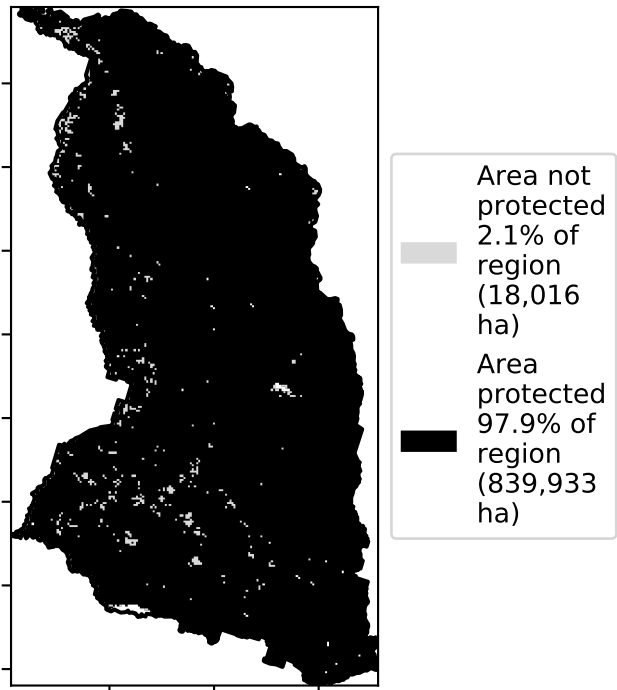 Area not
protected
2.1% of
region
(18,016
ha)
Area
protected
97.9% of
region
(839,933
ha)